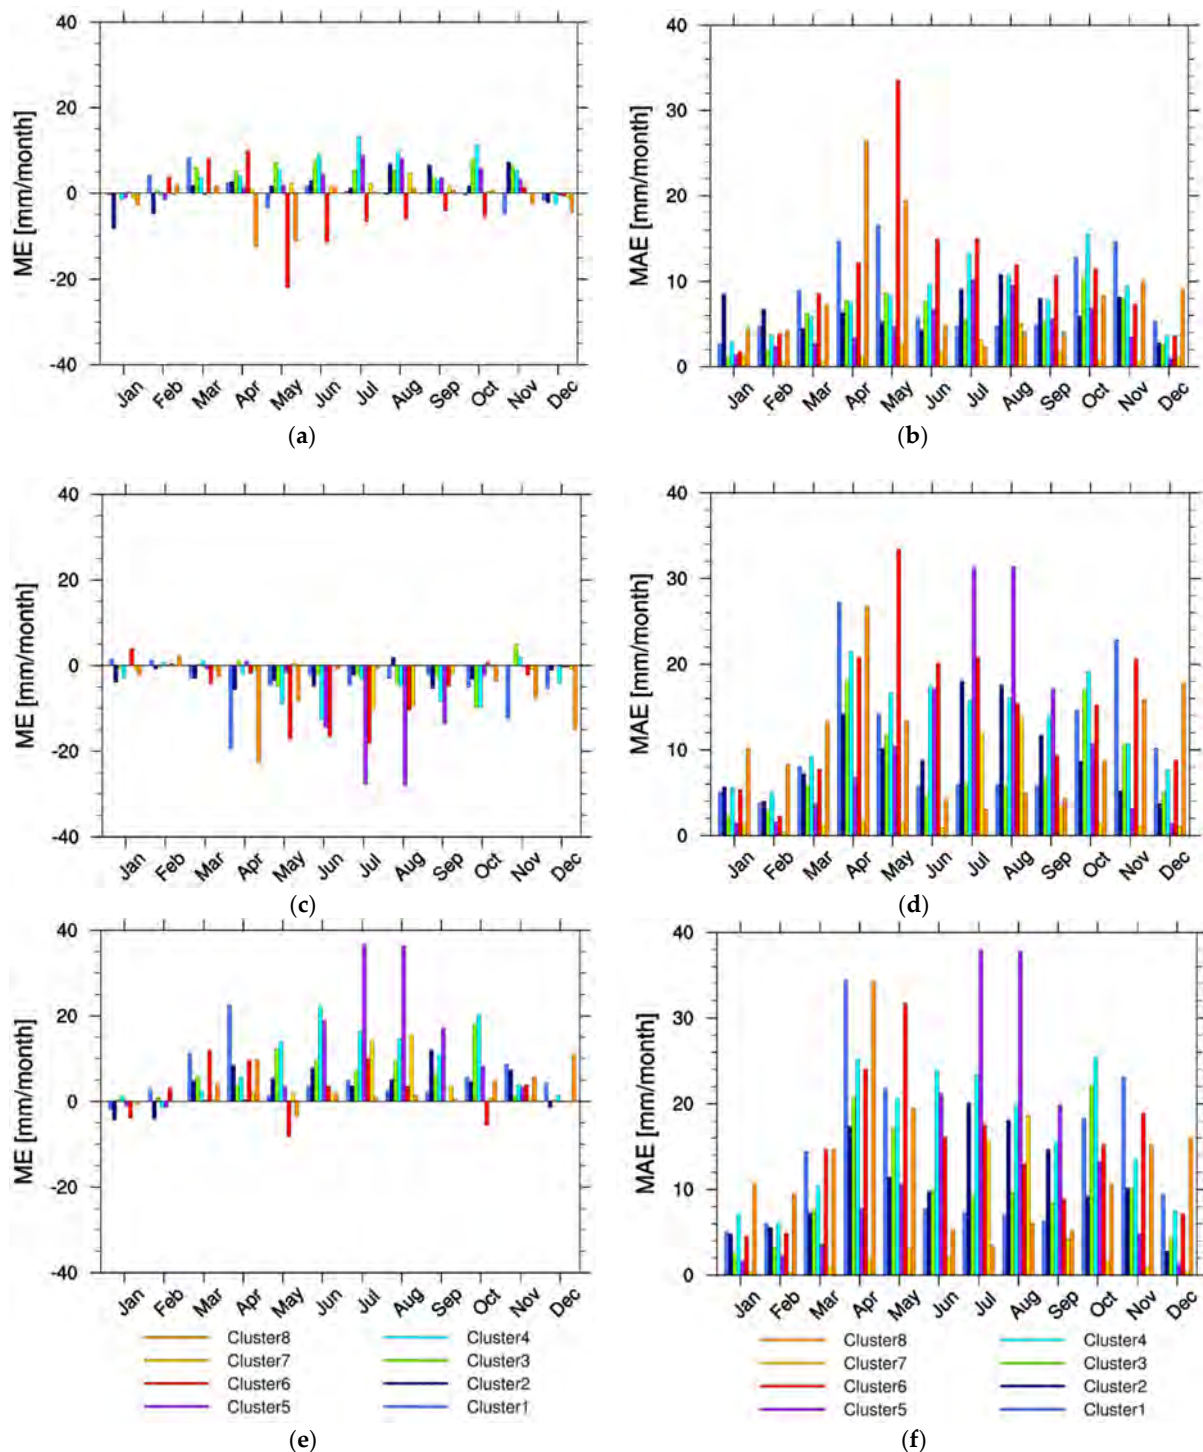 40
20
0
-20
-40
ME [mm/month]
Jan Feb Mar Apr May Jun Jul Aug Sep Oct Nov Dec
(a)
40
30
20
10
0
MAE [mm/month]
Jan Feb Mar Apr May Jun Jul Aug Sep Oct Nov Dec
(b)
40
20
0
-20
-40
ME [mm/month]
Jan Feb Mar Apr May Jun Jul Aug Sep Oct Nov Dec
(c)
40
30
20
10
0
MAE [mm/month]
Jan Feb Mar Apr May Jun Jul Aug Sep Oct Nov Dec
(d)
40
20
0
-20
-40
ME [mm/month]
Jan Feb Mar Apr May Jun Jul Aug Sep Oct Nov Dec
Cluster8 Cluster4
Cluster7 Cluster3
Cluster6 Cluster2
Cluster5 Cluster1
(e)
40
30
20
10
0
MAE [mm/month]
Jan Feb Mar Apr May Jun Jul Aug Sep Oct Nov Dec
Cluster8 Cluster4
Cluster7 Cluster3
Cluster6 Cluster2
Cluster5 Cluster1
(f)